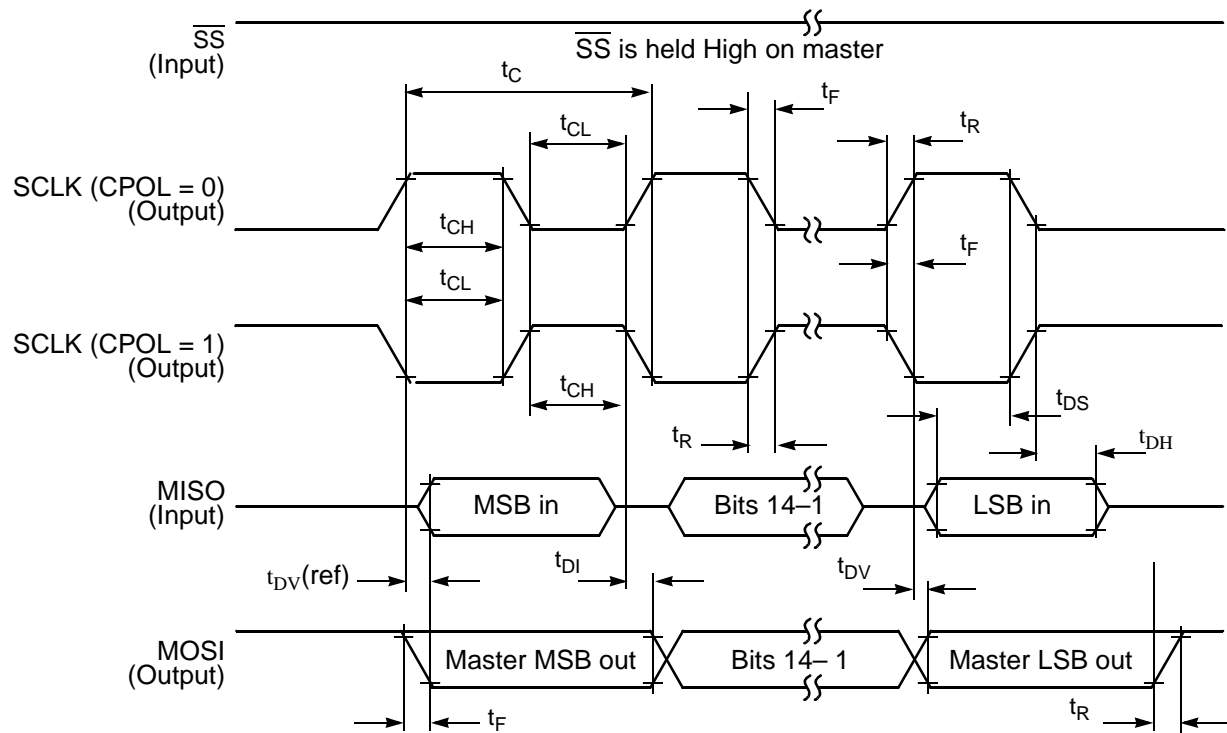 SS
(Input)
SS is held High on master
tC
tF
tCL
tR
SCLK (CPOL = 0)
(Output)
tCH
tF
tCL
SCLK (CPOL = 1)
(Output)
tCH
tDS
tR
tDH
MISO
(Input)
MSB in
Bits 14–1
LSB in
tDI
tDV
tDV(ref)
MOSI
(Output)
Master MSB out
Bits 14– 1
Master LSB out
tF
tR